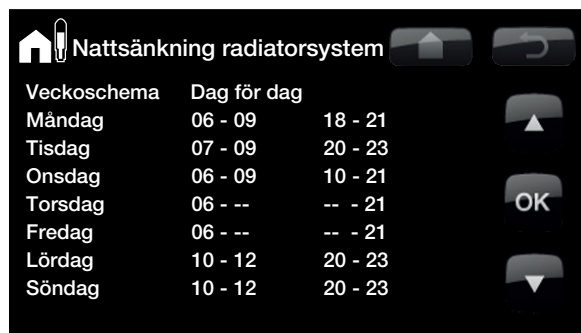 Nattsänkning radiatorsystem
Veckoschema Dag för dag
Måndag 06 - 09 18 - 21
Tisdag 07 - 09 20 - 23
Onsdag 06 - 09 10 - 21
Torsdag 06 - -- -- - 21
Fredag 06 - -- -- - 21
Lördag 10 - 12 20 - 23
Söndag 10 - 12 20 - 23
OK